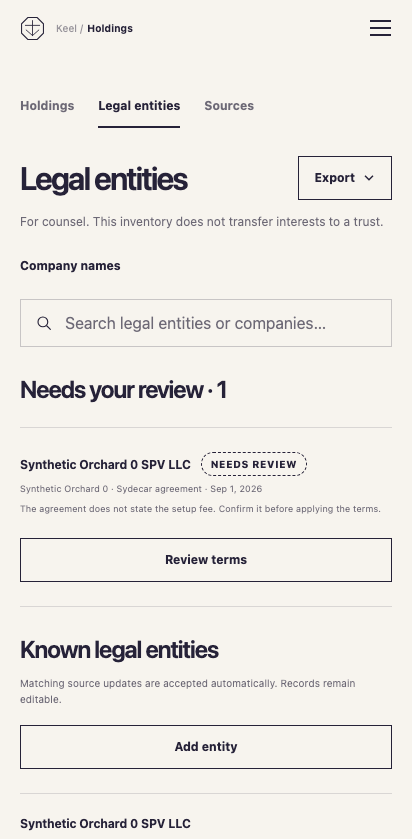 Keel / Holdings
Holdings Legal entities Sources
Legal entities
Export
For counsel. This inventory does not transfer interests to a trust.
Company names
Search legal entities or companies...
Needs your review · 1
Synthetic Orchard 0 SPV LLC NEEDS REVIEW
Synthetic Orchard 0 · Sydecar agreement · Sep 1, 2026
The agreement does not state the setup fee. Confirm it before applying the terms.
Review terms
Known legal entities
Matching source updates are accepted automatically. Records remain
editable.
Add entity
Synthetic Orchard 0 SPV LLC